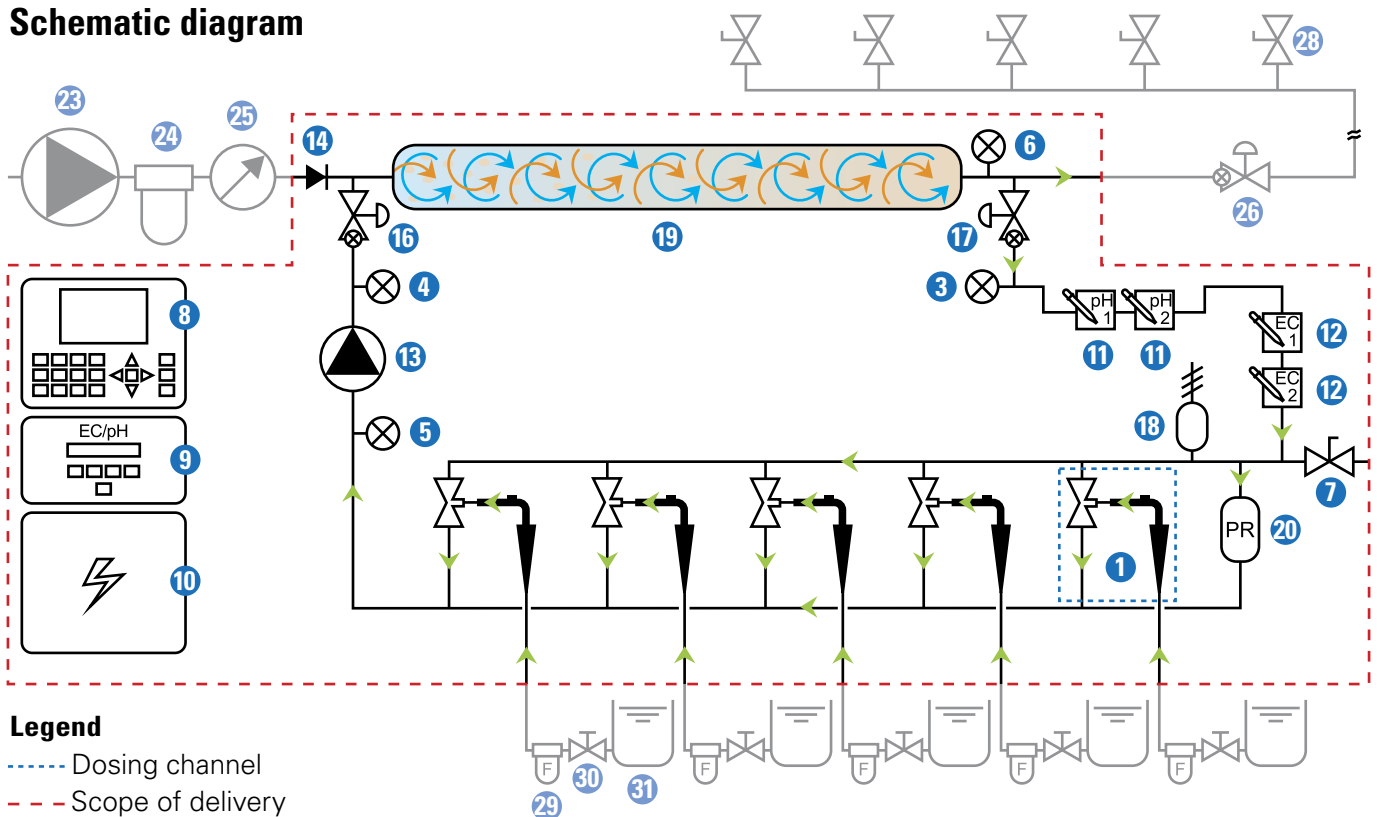 Schematic diagram
23
24
25
14
6
28
26
16
19
17
4
3
pH 1
pH 2
11
11
EC 1
12
EC 2
12
8
13
5
18
EC/pH
9
7
10
1
PR
20
F
F
F
F
F
29
30
31
Legend
Dosing channel
Scope of delivery